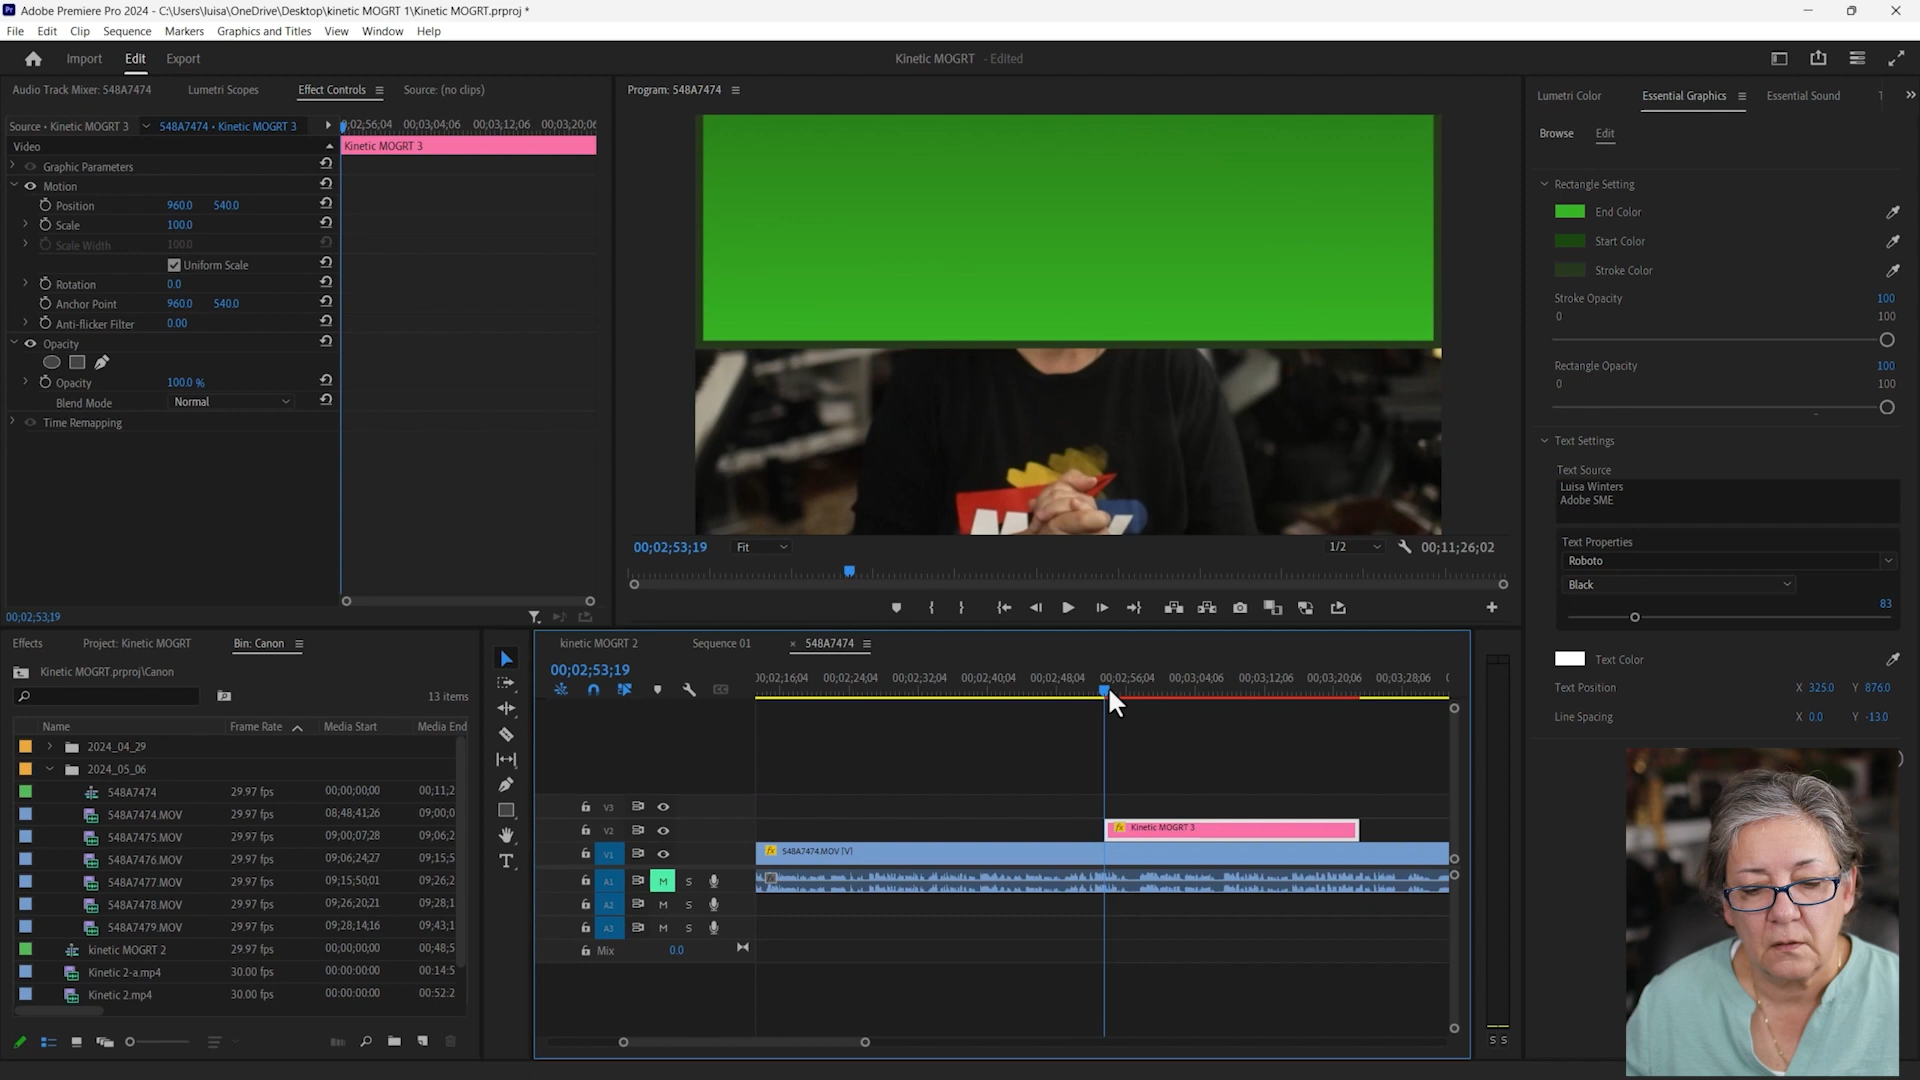 Adobe Premiere Pro 2024 - C:\Users\luisa\OneDrive\Desktop\kinetic MOGRT 1\Kinetic MOGRT.prproj *
File Edit Clip Sequence Markers Graphics and Titles View Window Help
Import Edit Export
Kinetic MOGRT - Edited
Audio Track Mixer: 548A7474 Lumetri Scopes Effect Controls Source: (no clips)
Source • Kinetic MOGRT 3 548A7474 • Kinetic MOGRT 3
00;03;04;06 00;03;12;06
Video
Kinetic MOGRT 3
Graphic Parameters
Motion
Position 960.0 540.0
Scale 100.0
Scale Width 100.0
Uniform Scale
Rotation 0.0
Anchor Point 960.0 540.0
Anti-flicker Filter 0.00
Opacity
Opacity 100.0 %
Blend Mode Normal
Time Remapping
00;02;53;19
Program: 548A7474
00;02;53;19 Fit 1/2 00;11;26;02
Lumetri Color Essential Graphics Essential Sound
Browse Edit
Rectangle Setting
End Color
Start Color
Stroke Color
Stroke Opacity 100
0 100
Rectangle Opacity 100
0 100
Text Settings
Text Source
Luisa Winters
Adobe SME
Text Properties
Roboto
Black
83
Text Color
Text Position X 325.0 Y 876.0
Line Spacing X 0.0 Y -13.0
Effects Project: Kinetic MOGRT Bin: Canon
Kinetic MOGRT.prproj\Canon
13 items
Name Frame Rate Media Start Media End
2024_04_29
2024_05_06
548A7474 29.97 fps 00;00;00;00 00;11;2
548A7474.MOV 29.97 fps 08;48;41;26 09;00;0
548A7475.MOV 29.97 fps 09;00;07;28 09;06;2
548A7476.MOV 29.97 fps 09;06;24;27 09;15;5
548A7477.MOV 29.97 fps 09;15;50;01 09;26;2
548A7478.MOV 29.97 fps 09;26;20;21 09;28;1
548A7479.MOV 29.97 fps 09;28;14;16 09;43;1
kinetic MOGRT 2 29.97 fps 00;00;00;00 00;48;5
Kinetic 2-a.mp4 30.00 fps 00:00:00:00 00:14:5
Kinetic 2.mp4 30.00 fps 00:00:00:00 00:52:2
kinetic MOGRT 2 Sequence 01 × 548A7474
00;02;53;19
00;02;24;04 00;02;32;04 00;02;40;04 00;02;48;04 00;02;56;04 00;03;04;06 00;03;12;06 00;03;20;06 00;03;28;06
V3
V2 fx Kinetic MOGRT 3
V1 fx 548A7474.MOV [V]
A1 M S
A2 M S
A3 M S
Mix 0.0
S S